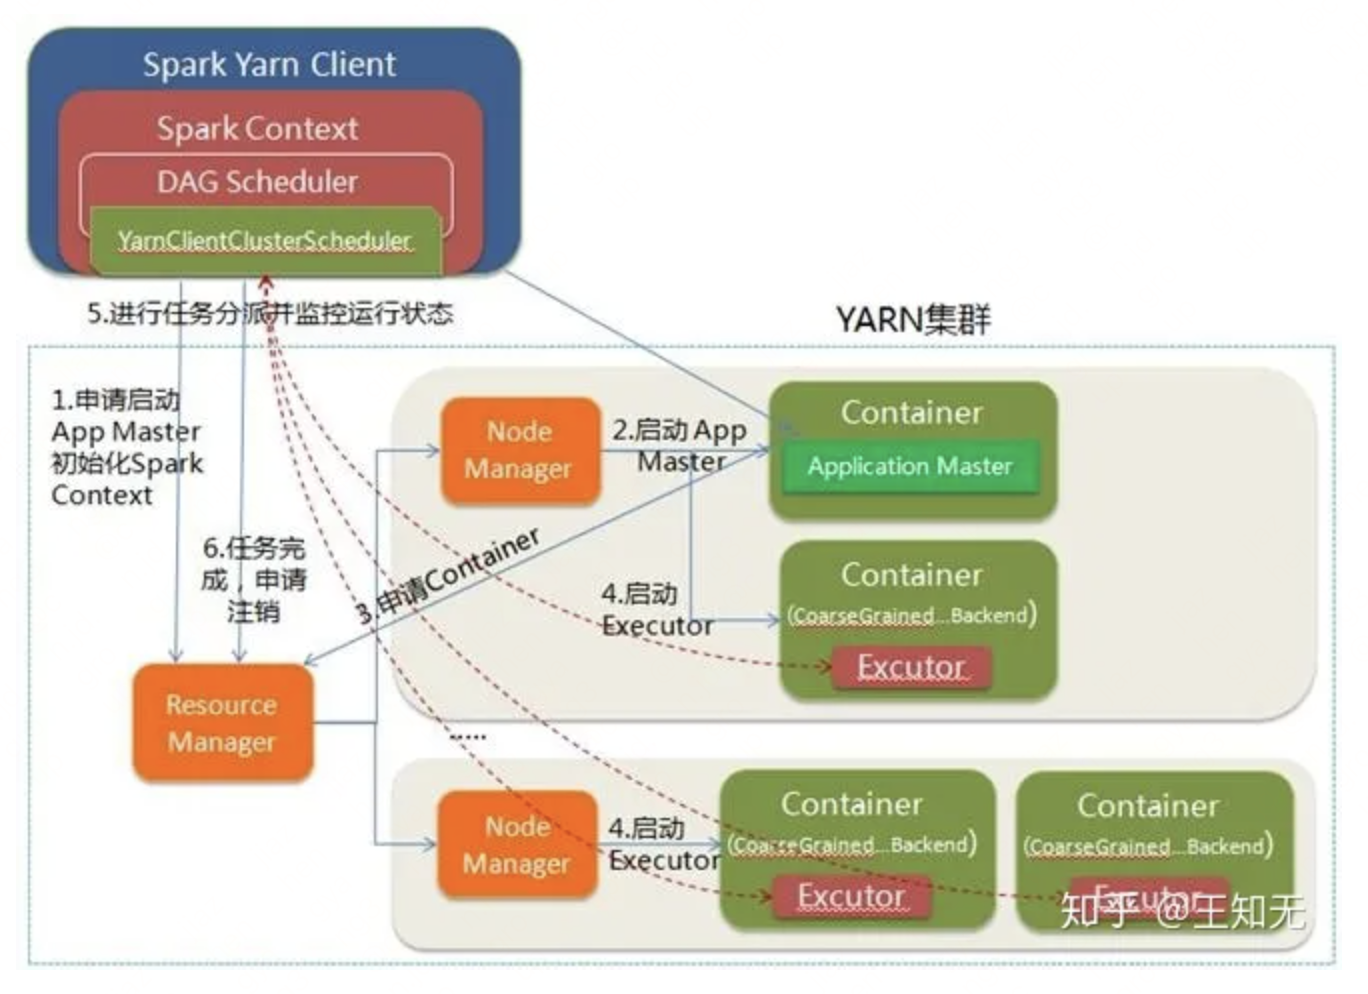 Spark Yarn Client
Spark Context
DAG Scheduler
YarnClientClusterScheduler
5.进行任务分派并监控运行状态
YARN集群
1.申请启动
App Master
初始化Spark
Context
6.任务完
成，申请
注销
3.申请Container
Resource
Manager
Node
Manager
2.启动 App
Master
Container
Application Master
4.启动
Executor
Container
(CoarseGrained...Backend)
Excutor
.....
Node
Manager
4.启动
Executor
Container
(CoarseGrained...Backend)
Excutor
Container
(CoarseGrained...Backend)
Excutor
知乎 @王知无